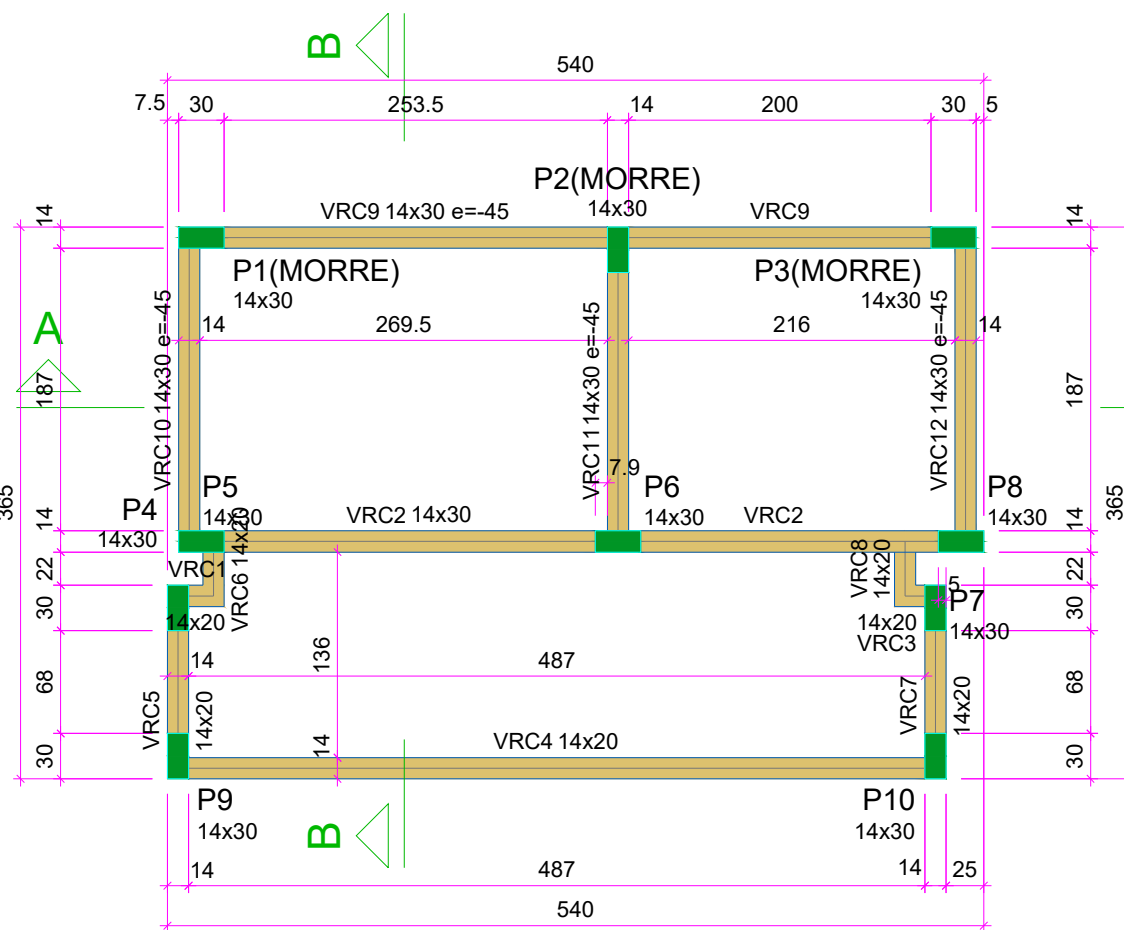 B
540
7.5 30 253.5 14 200 30 5
P2(MORRE)
14x30
VRC9 14x30 e=-45
VRC9
14
14
P1(MORRE)
14x30
P3(MORRE)
14x30
A
14 269.5
216 14
187
187
VRC10 14x30 e=-45
VRC11 14x30 e=-45
VRC12 14x30 e=-45
7.9
365
365
P4
14x30
P5
14x30
VRC2 14x30
P6
14x30
VRC2
P8
14x30
14
14
22
22
VRC1
14x20
VRC6 14x20
VRC8
14x20
5
P7
14x30
14x20
VRC3
30
30
136
14 487
68
68
VRC5
14x20
VRC7
14x20
14
VRC4 14x20
30
30
P9
14x30
P10
14x30
B
14 487 14 25
540